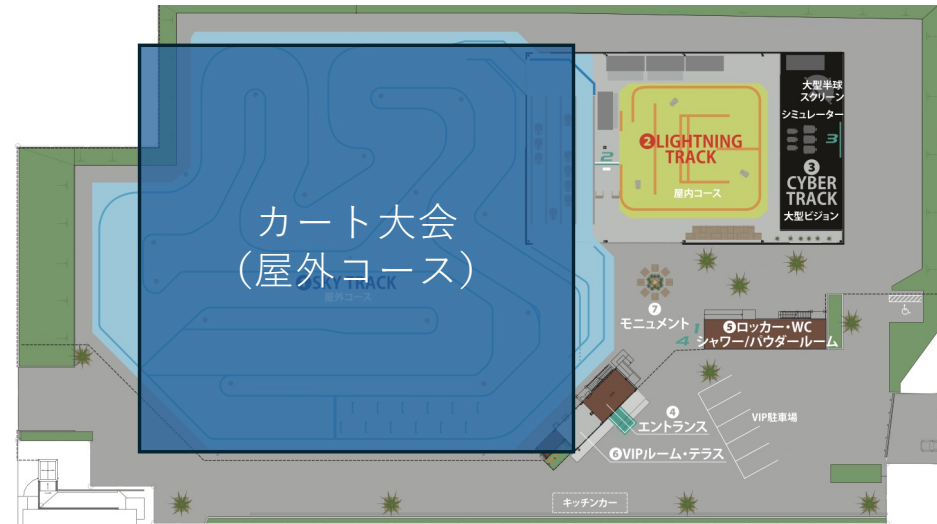 カート大会
（屋外コース）
❶SKY TRACK
屋外コース
❷LIGHTNING
TRACK
屋内コース
2
大型半球
スクリーン
シミュレーター
3
❸
CYBER
TRACK
大型ビジョン
❼
モニュメント
1
4
❺ロッカー・WC
シャワー/パウダールーム
❹
エントランス
❻VIPルーム・テラス
VIP駐車場
キッチンカー